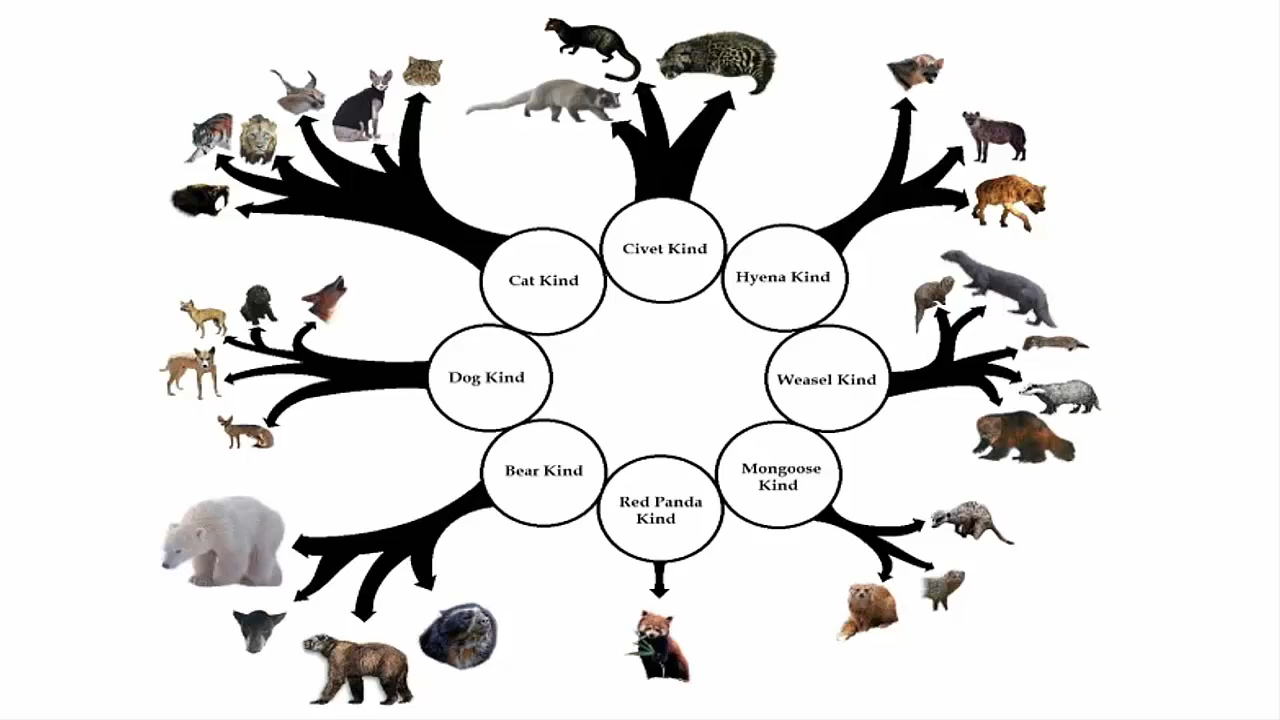 Civet Kind
Cat Kind
Hyena Kind
Dog Kind
Weasel Kind
Bear Kind
Mongoose
Kind
Red Panda
Kind